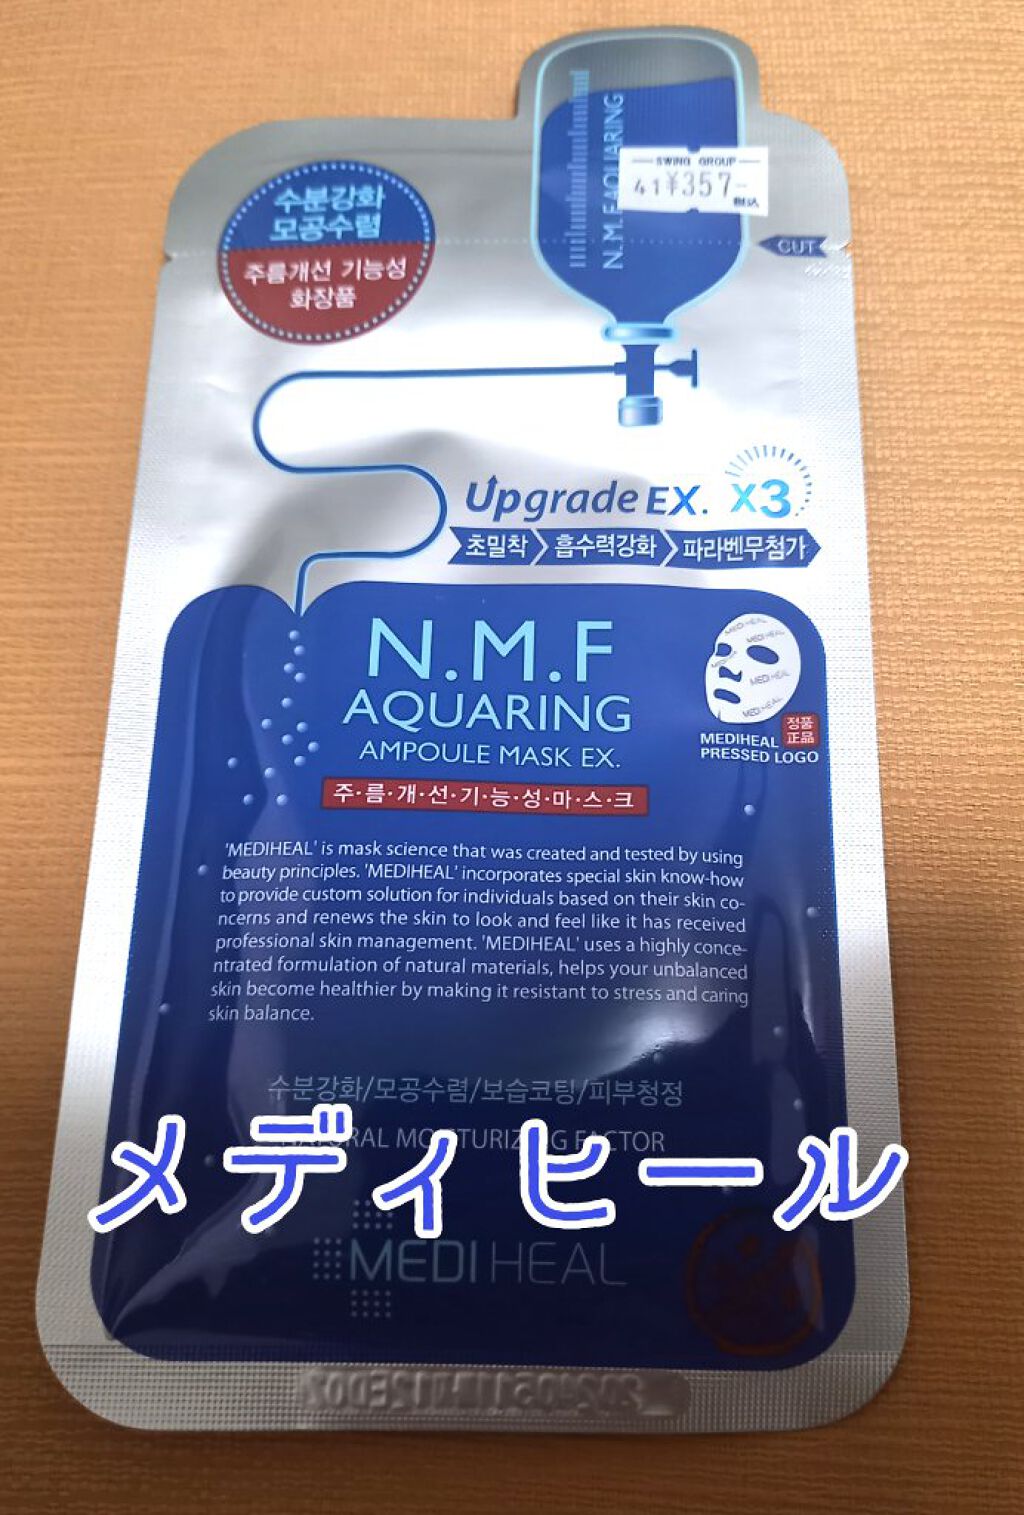 N.M.F AQUARING
SWING GROUP
41¥357-
税込
CUT
수분강화
모공수렴
주름개선 기능성
화장품
Upgrade EX. X3
초밀착 흡수력강화 파라벤무첨가
N.M.F
AQUARING
AMPOULE MASK EX.
주·름·개·선·기·능·성·마·스·크
MEDIHEAL
PRESSED LOGO
정품
正品
'MEDIHEAL' is mask science that was created and tested by using
beauty principles. 'MEDIHEAL' incorporates special skin know-how
to provide custom solution for individuals based on their skin co-
ncerns and renews the skin to look and feel like it has received
professional skin management. 'MEDIHEAL' uses a highly conce-
ntrated formulation of natural materials, helps your unbalanced
skin become healthier by making it resistant to stress and caring
skin balance.
수분강화/모공수렴/보습코팅/피부청정
NATURAL MOISTURIZING FACTOR
メディヒール
MEDIHEAL